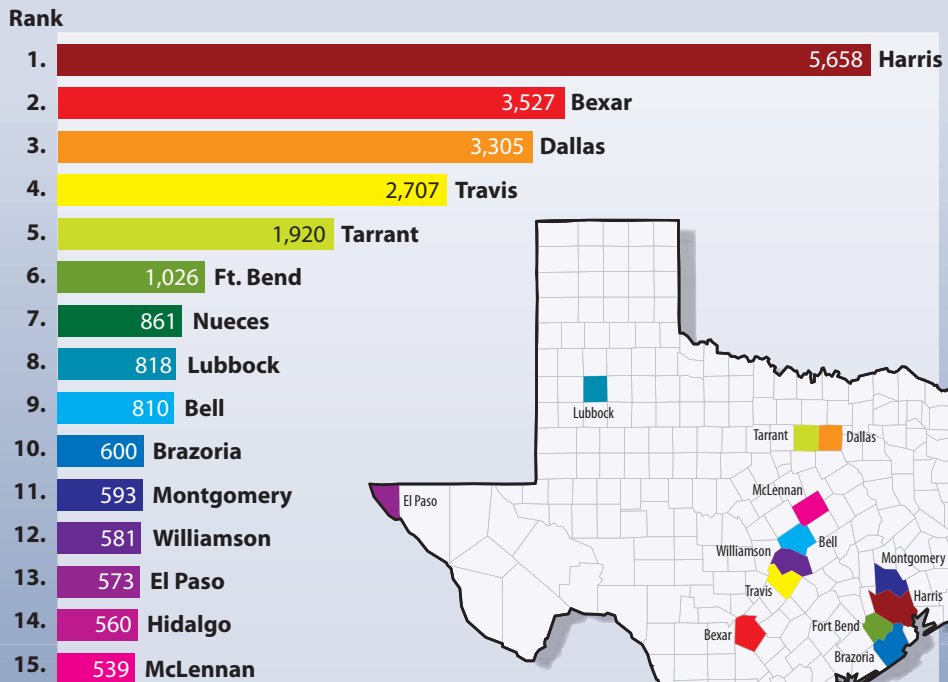 Rank
1. 5,658 Harris
2. 3,527 Bexar
3. 3,305 Dallas
4. 2,707 Travis
5. 1,920 Tarrant
6. 1,026 Ft. Bend
7. 861 Nueces
8. 818 Lubbock
9. 810 Bell
10. 600 Brazoria
11. 593 Montgomery
12. 581 Williamson
13. 573 El Paso
14. 560 Hidalgo
15. 539 McLennan
Lubbock
Tarrant Dallas
McLennan
El Paso
Bell
Williamson
Montgomery
Travis
Harris
Fort Bend
Bexar
Brazoria